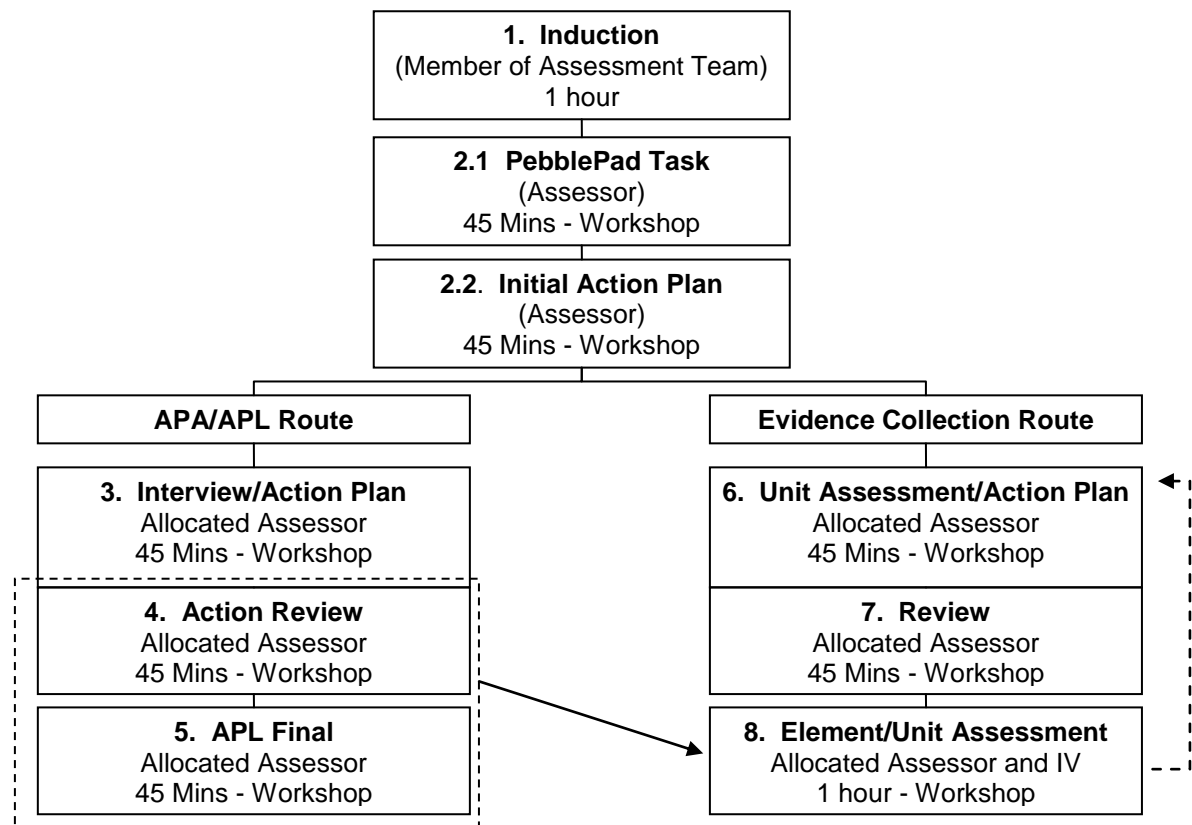 1. Induction
(Member of Assessment Team)
1 hour
2.1 PebblePad Task
(Assessor)
45 Mins - Workshop
2.2. Initial Action Plan
(Assessor)
45 Mins - Workshop
APA/APL Route
3. Interview/Action Plan
Allocated Assessor
45 Mins - Workshop
4. Action Review
Allocated Assessor
45 Mins - Workshop
5. APL Final
Allocated Assessor
45 Mins - Workshop
Evidence Collection Route
6. Unit Assessment/Action Plan
Allocated Assessor
45 Mins - Workshop
7. Review
Allocated Assessor
45 Mins - Workshop
8. Element/Unit Assessment
Allocated Assessor and IV
1 hour - Workshop